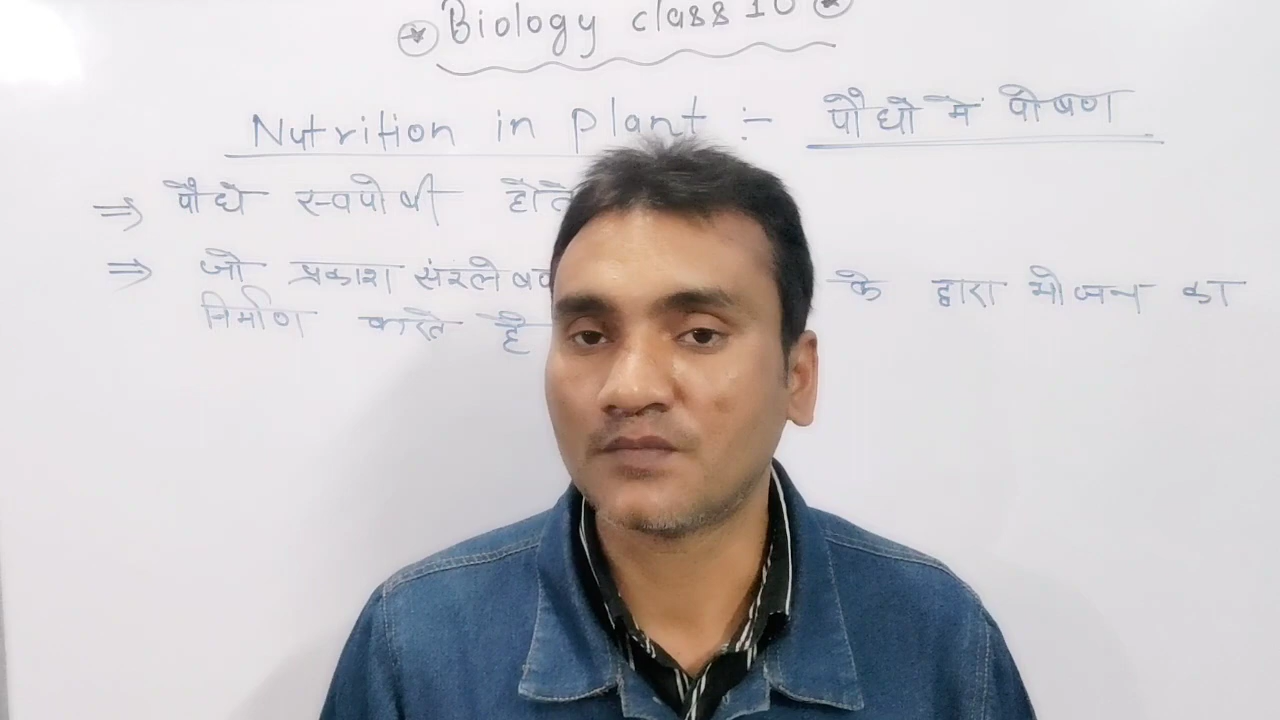 Biology class 10
Nutrition in plant :- पौधों में पोषण
⇒ पौधे स्वपोषी होते
⇒ जो प्रकाश संश्लेषण के द्वारा भोजन का
निर्माण करते है